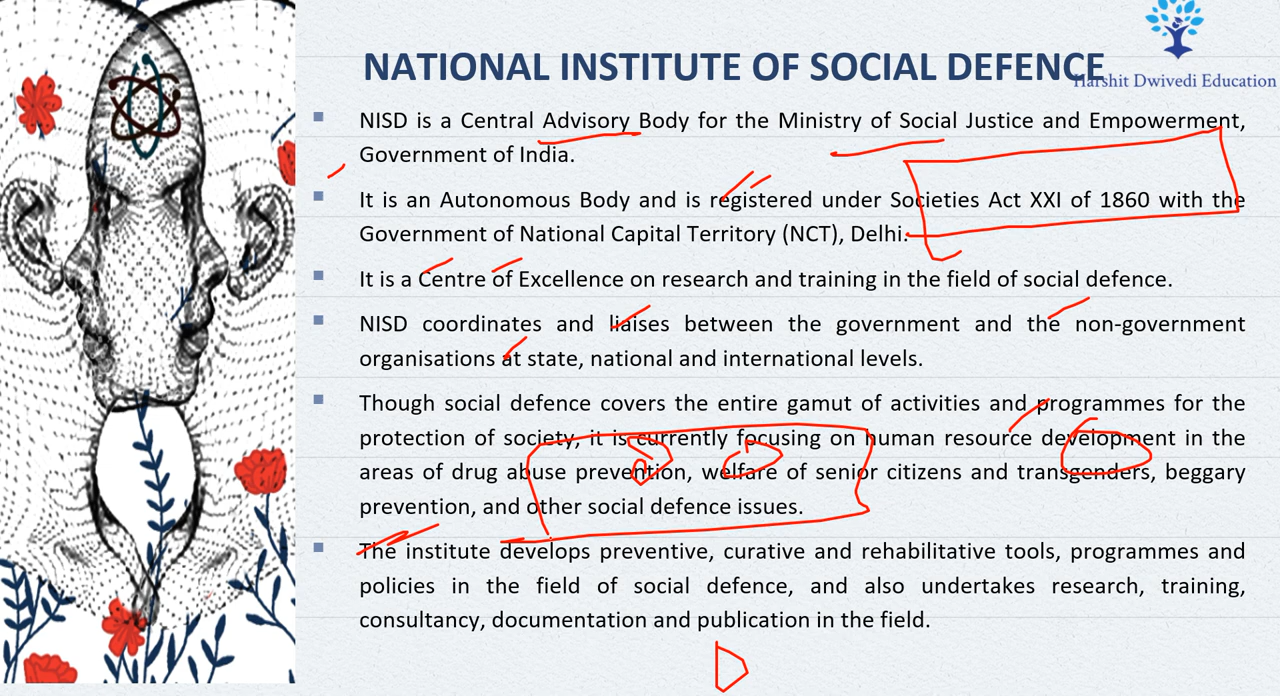 NATIONAL INSTITUTE OF SOCIAL DEFENCE
Harshit Dwivedi Education
▪ NISD is a Central Advisory Body for the Ministry of Social Justice and Empowerment,
Government of India.
▪ It is an Autonomous Body and is registered under Societies Act XXI of 1860 with the
Government of National Capital Territory (NCT), Delhi.
▪ It is a Centre of Excellence on research and training in the field of social defence.
▪ NISD coordinates and liaises between the government and the non-government
organisations at state, national and international levels.
▪ Though social defence covers the entire gamut of activities and programmes for the
protection of society, it is currently focusing on human resource development in the
areas of drug abuse prevention, welfare of senior citizens and transgenders, beggary
prevention, and other social defence issues.
▪ The institute develops preventive, curative and rehabilitative tools, programmes and
policies in the field of social defence, and also undertakes research, training,
consultancy, documentation and publication in the field.